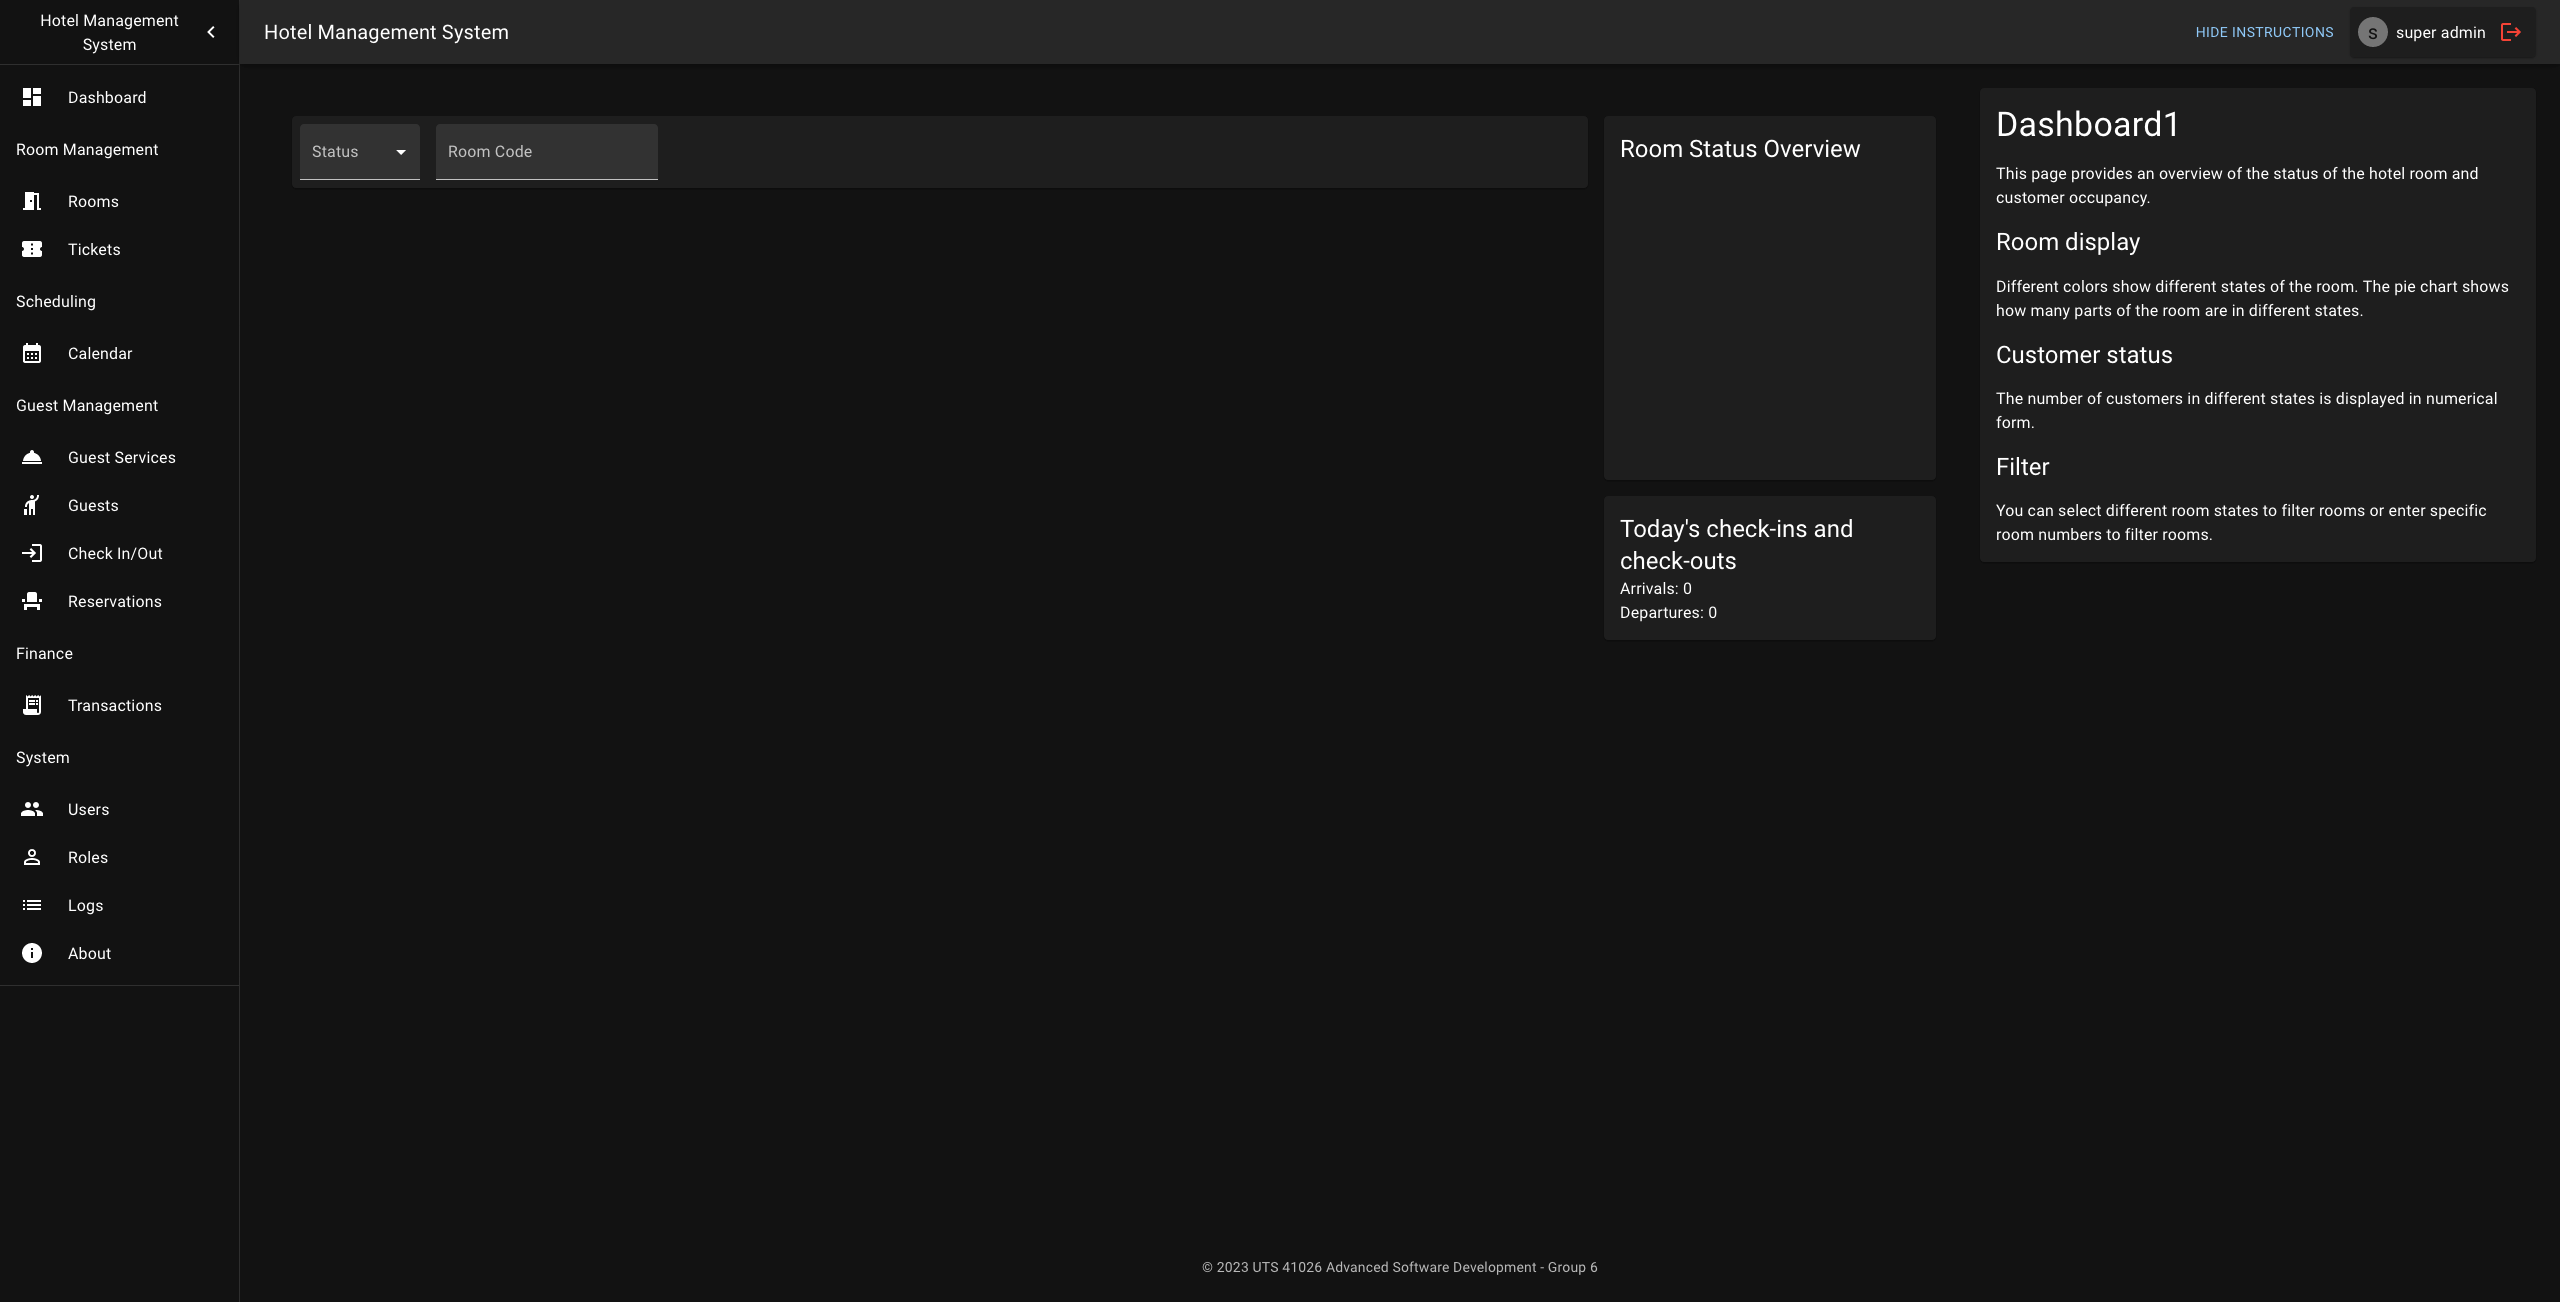 Hotel Management
System
Dashboard
Room Management
Rooms
Tickets
Scheduling
Calendar
Guest Management
Guest Services
Guests
Check In/Out
Reservations
Finance
Transactions
System
Users
Roles
Logs
About
Hotel Management System
HIDE INSTRUCTIONS
S
super admin
Status
Room Code
Room Status Overview
Today's check-ins and
check-outs
Arrivals: 0
Departures: 0
Dashboard1
This page provides an overview of the status of the hotel room and
customer occupancy.
Room display
Different colors show different states of the room. The pie chart shows
how many parts of the room are in different states.
Customer status
The number of customers in different states is displayed in numerical
form.
Filter
You can select different room states to filter rooms or enter specific
room numbers to filter rooms.
© 2023 UTS 41026 Advanced Software Development - Group 6